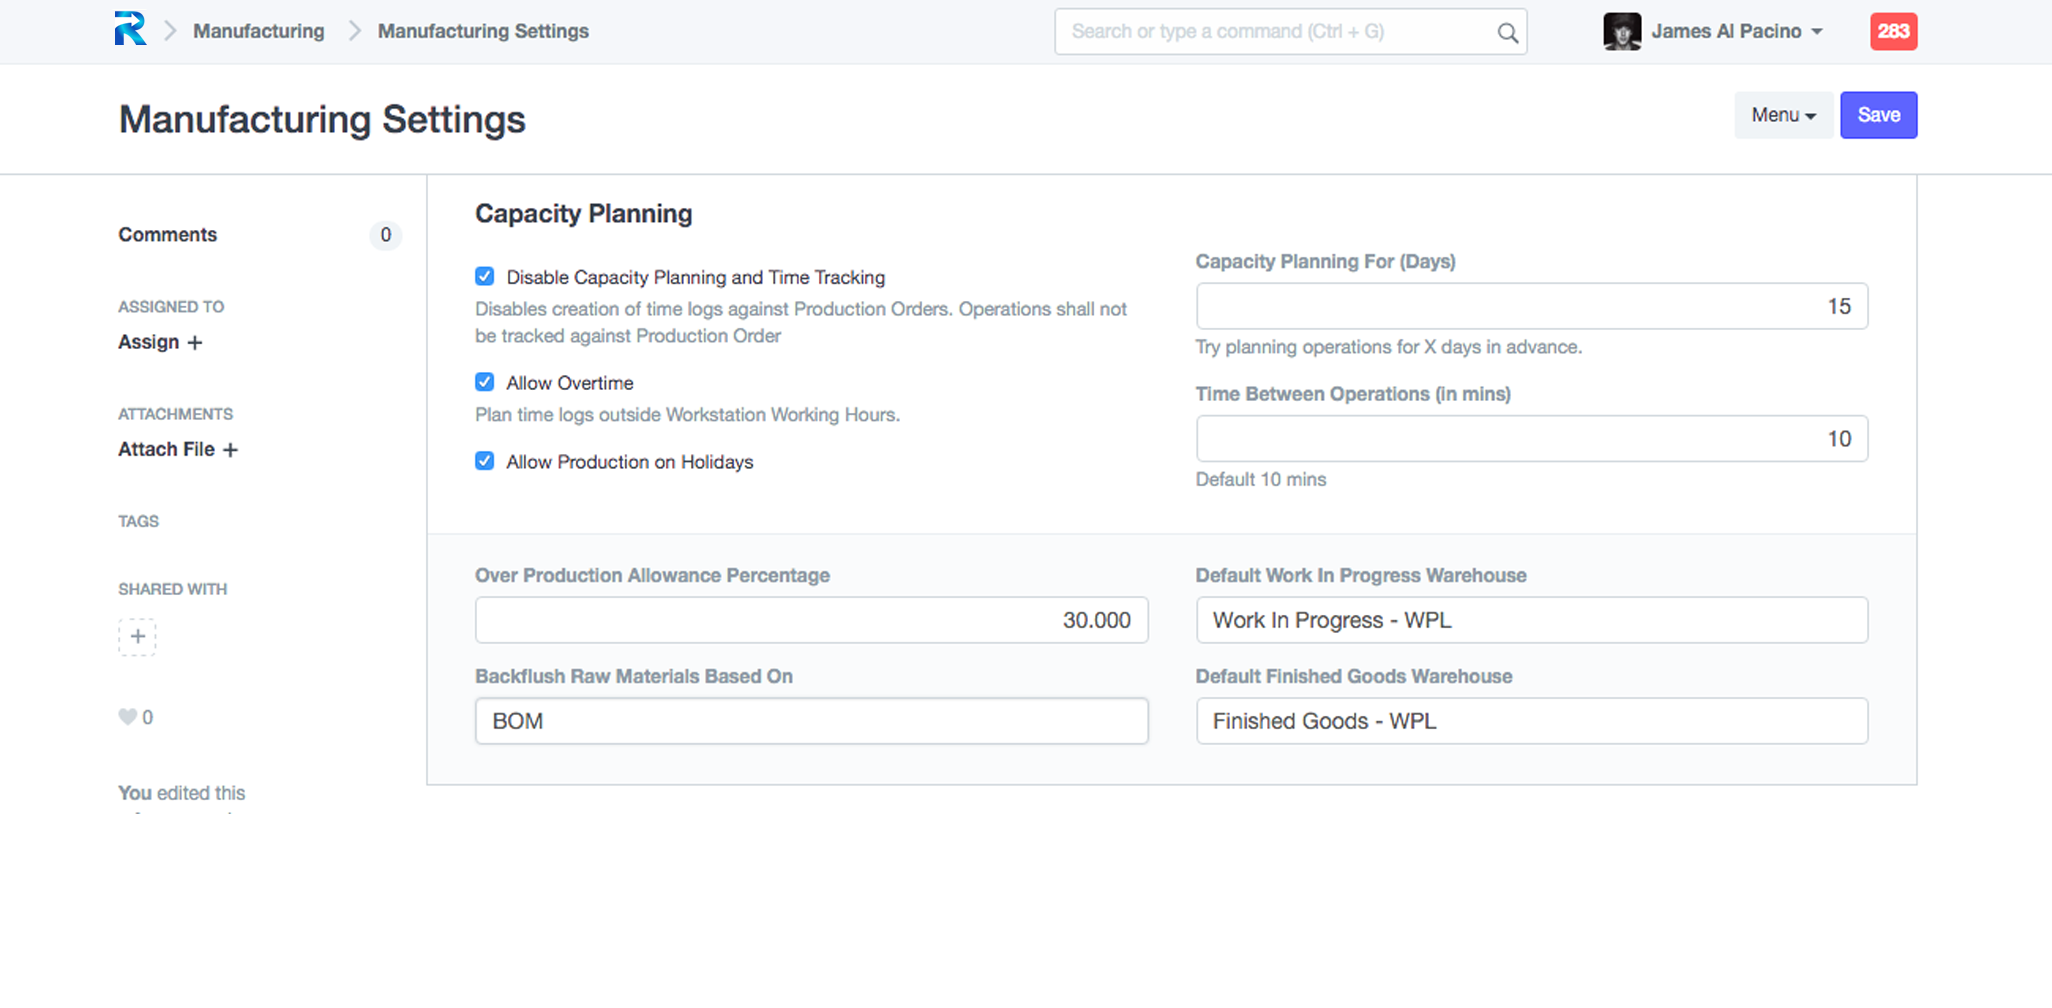 Manufacturing
Manufacturing Settings
Search or type a command (Ctrl + G)
James Al Pacino
283
Manufacturing Settings
Menu
Save
Comments
0
ASSIGNED TO
Assign +
ATTACHMENTS
Attach File +
TAGS
SHARED WITH
+
0
You edited this
Capacity Planning
Disable Capacity Planning and Time Tracking
Disables creation of time logs against Production Orders. Operations shall not
be tracked against Production Order
Allow Overtime
Plan time logs outside Workstation Working Hours.
Allow Production on Holidays
Capacity Planning For (Days)
15
Try planning operations for X days in advance.
Time Between Operations (in mins)
10
Default 10 mins
Over Production Allowance Percentage
30.000
Backflush Raw Materials Based On
BOM
Default Work In Progress Warehouse
Work In Progress - WPL
Default Finished Goods Warehouse
Finished Goods - WPL